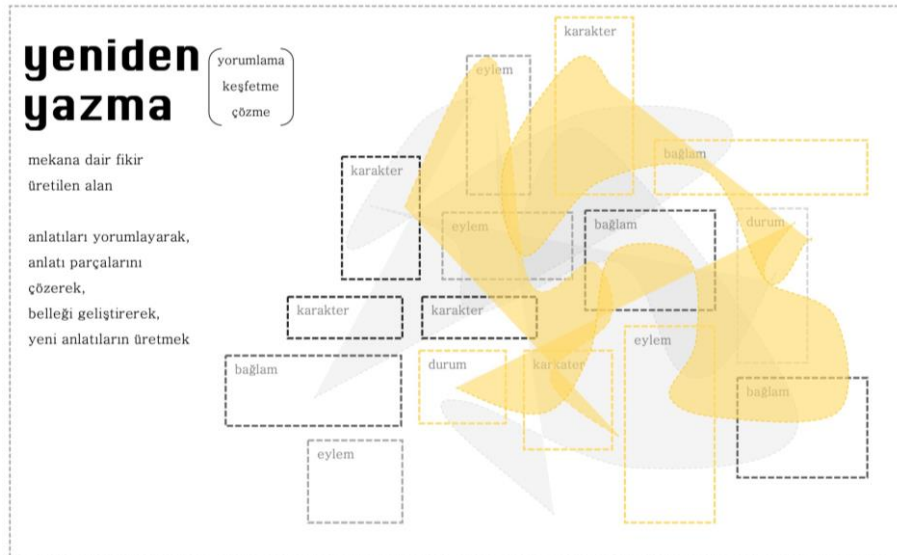 yeniden
yazma
yorumlama
keşfetme
çözme
mekana dair fikir
üretilen alan
anlatıları yorumlayarak,
anlatı parçalarını
çözerek,
belleği geliştirerek,
yeni anlatıların üretmek
karakter
eylem
bağlam
karakter
eylem
bağlam
durum
karakter
karakter
eylem
bağlam
durum
karkater
bağlam
eylem